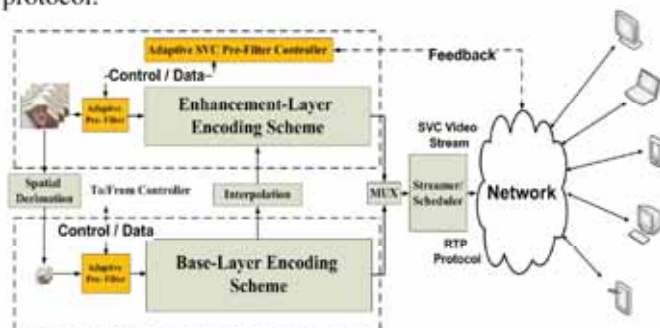 protocol.
Adaptive SVC Pre-Filter Controller
Feedback
Control / Data
Adaptive
Pre-Filter
Enhancement-Layer
Encoding Scheme
SVC Video
Stream
Spatial
Derimation
To/From Controller
Interpolation
MUX
Streamer/
Scheduler
Network
Control / Data
RTP
Protocol
Adaptive
Pre-Filter
Base-Layer Encoding
Scheme